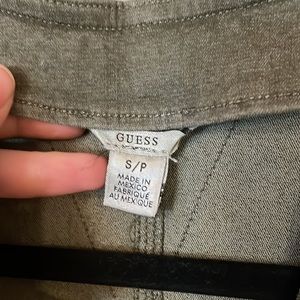 GUESS
S/P
MADE IN
MEXICO
FABRIQUÉ
AU MEXIQUE